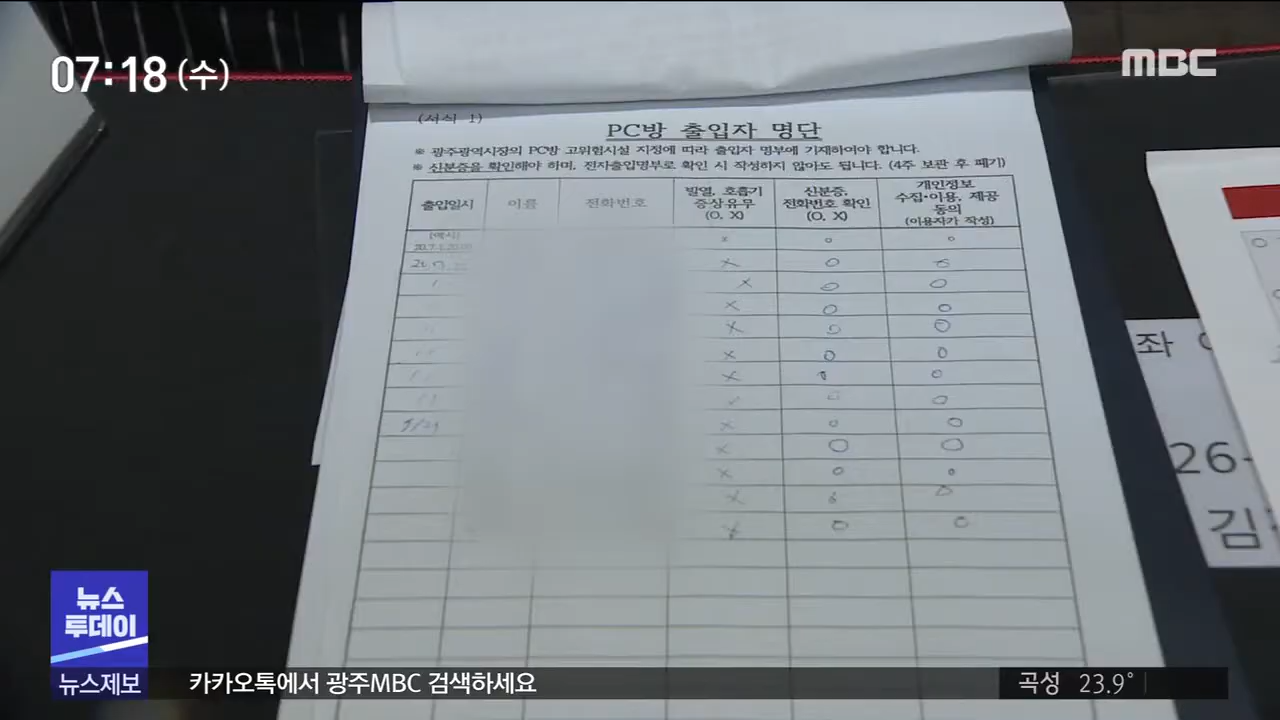 07:18 (수)
MBC
(서식 1)
PC방 출입자 명단
※ 광주광역시장의 PC방 고위험시설 지정에 따라 출입자 명부에 기재하여야 합니다.
※ 신분증을 확인해야 하며, 전자출입명부로 확인 시 작성하지 않아도 됩니다. (4주 보관 후 폐기)
출입일시
이름
전화번호
발열, 호흡기
증상유무
(O, X)
신분증,
전화번호 확인
(O, X)
개인정보
수집·이용, 제공
동의
(이용자가 작성)
(예시)
x o o
X O O
X O O
X O O
X O O
X O O
X O
O O
X O O
X O O
X O O
X O
X O O
좌
26-
김
뉴스
투데이
뉴스제보
카카오톡에서 광주MBC 검색하세요
곡성 23.9°